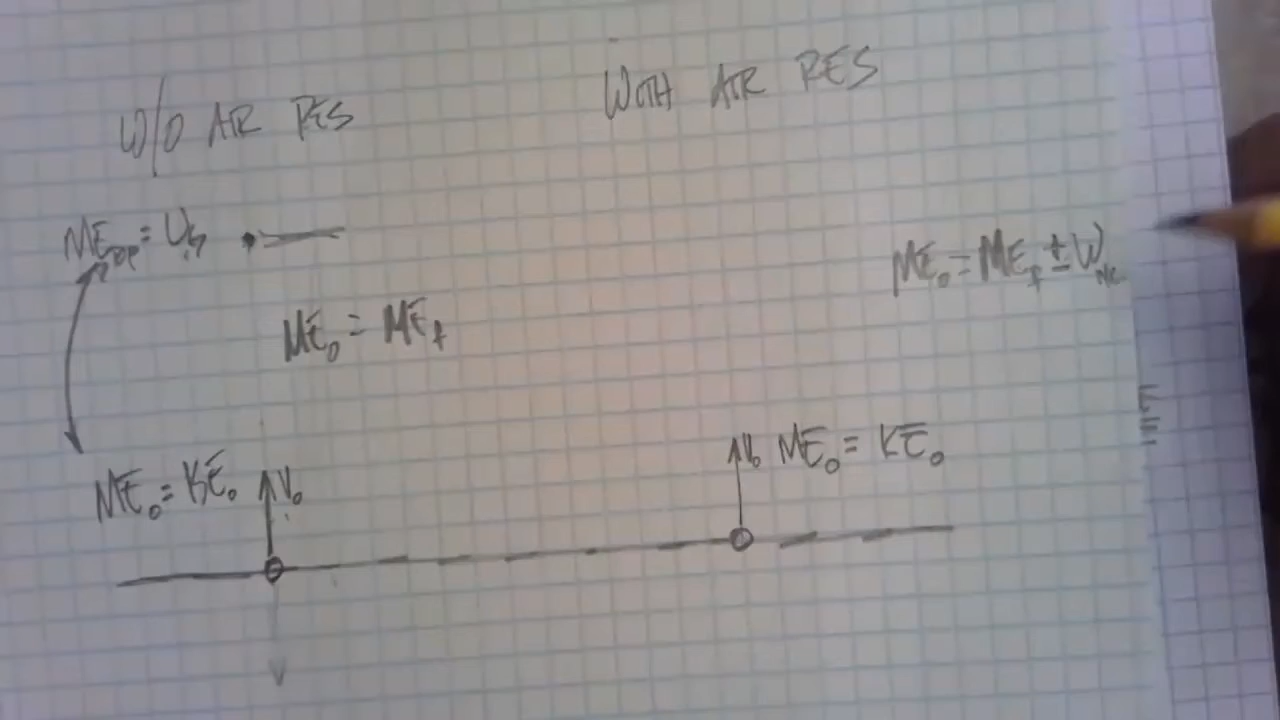 W/O AIR RES
WITH AIR RES
ME_TOP = U_G
ME_0 = ME_f ± W_NC
ME_0 = ME_f
ME_0 = KE_0
V_0
V_0
ME_0 = KE_0